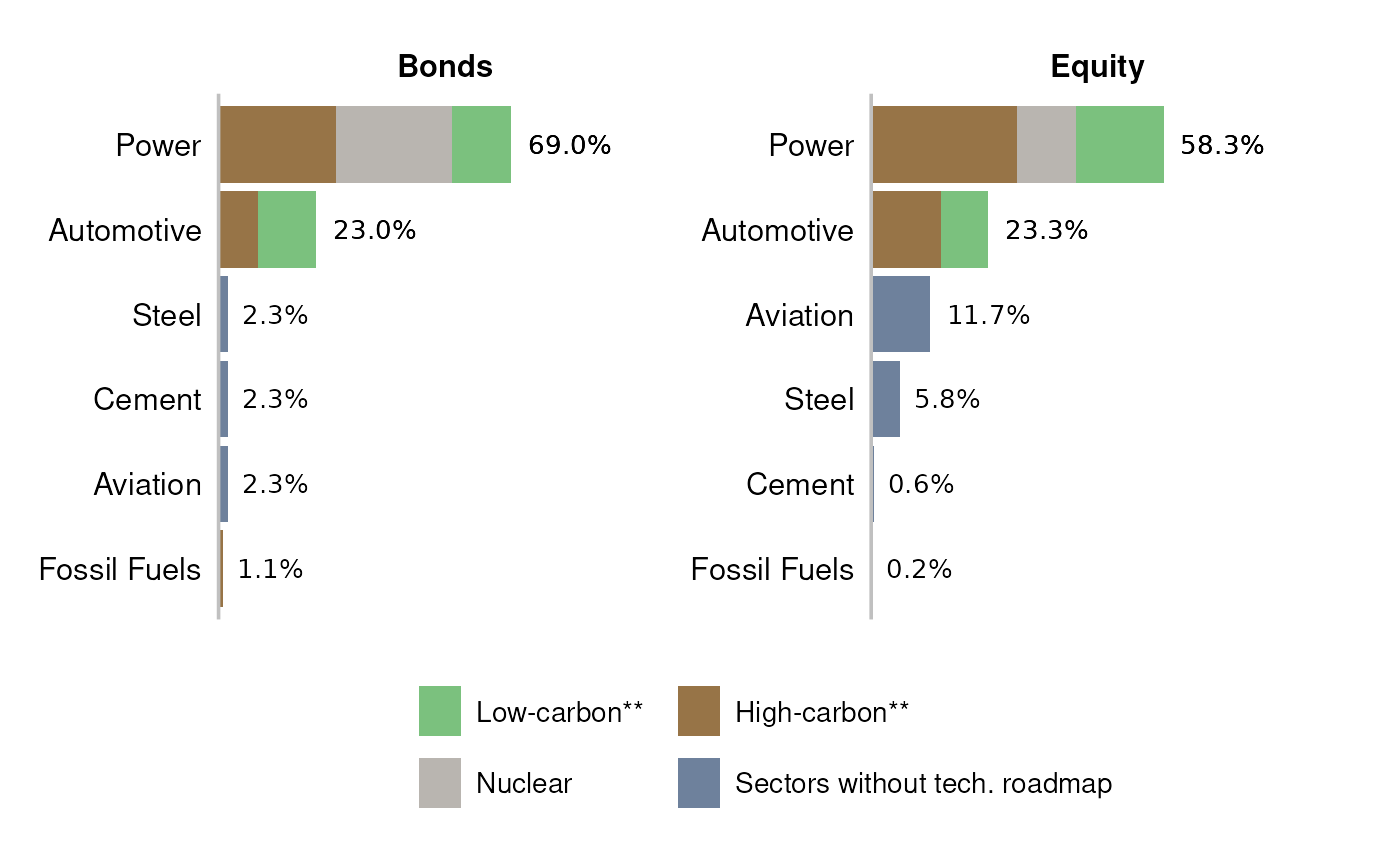 Bonds
Power
69.0%
Automotive
23.0%
Steel
2.3%
Cement
2.3%
Aviation
2.3%
Fossil Fuels
1.1%
Equity
Power
58.3%
Automotive
23.3%
Aviation
11.7%
Steel
5.8%
Cement
0.6%
Fossil Fuels
0.2%
Low-carbon**
High-carbon**
Nuclear
Sectors without tech. roadmap